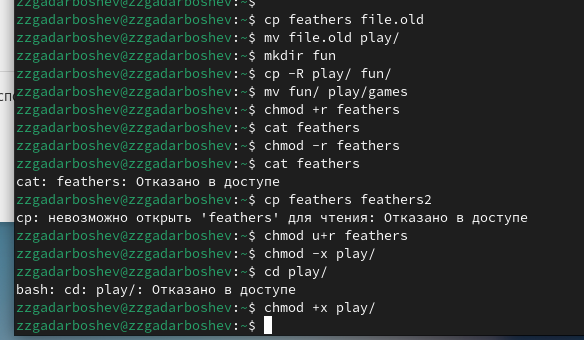 zzgadarboshev@zzgadarboshev:~$
zzgadarboshev@zzgadarboshev:~$ cp feathers file.old
zzgadarboshev@zzgadarboshev:~$ mv file.old play/
zzgadarboshev@zzgadarboshev:~$ mkdir fun
zzgadarboshev@zzgadarboshev:~$ cp -R play/ fun/
zzgadarboshev@zzgadarboshev:~$ mv fun/ play/games
zzgadarboshev@zzgadarboshev:~$ chmod +r feathers
zzgadarboshev@zzgadarboshev:~$ cat feathers
zzgadarboshev@zzgadarboshev:~$ chmod -r feathers
zzgadarboshev@zzgadarboshev:~$ cat feathers
cat: feathers: Отказано в доступе
zzgadarboshev@zzgadarboshev:~$ cp feathers feathers2
cp: невозможно открыть 'feathers' для чтения: Отказано в доступе
zzgadarboshev@zzgadarboshev:~$ chmod u+r feathers
zzgadarboshev@zzgadarboshev:~$ chmod -x play/
zzgadarboshev@zzgadarboshev:~$ cd play/
bash: cd: play/: Отказано в доступе
zzgadarboshev@zzgadarboshev:~$ chmod +x play/
zzgadarboshev@zzgadarboshev:~$